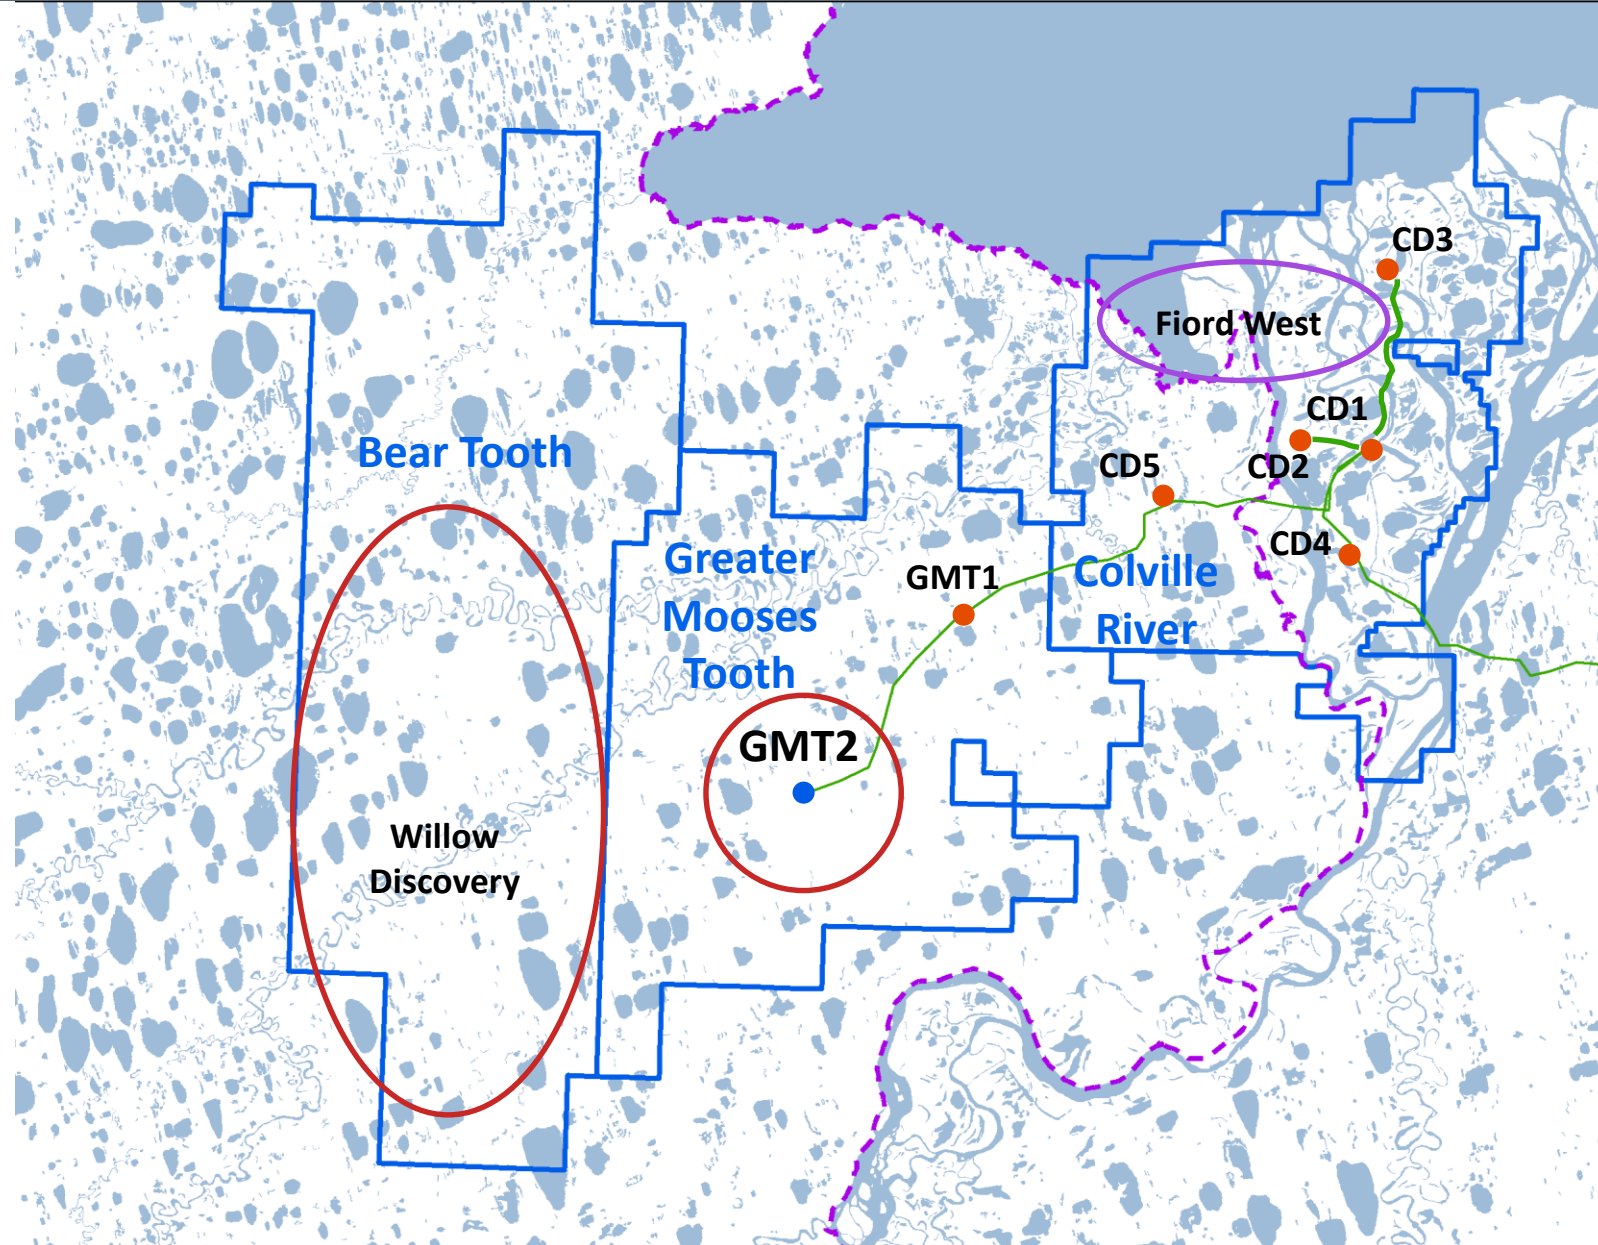 CD3
Fiord West
CD1
Bear Tooth
CD5
CD2
CD4
Greater
Mooses
Tooth
GMT1
Colville
River
GMT2
Willow
Discovery